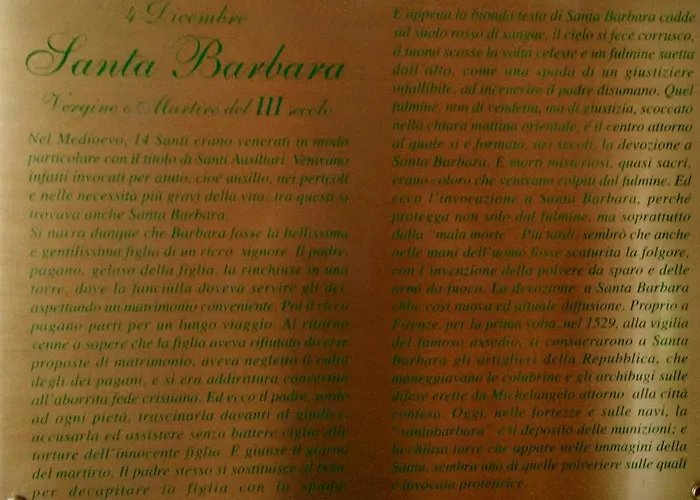 4 Dicembre
Santa Barbara
Vergine e Martire del III secolo
Nel Medioevo, 14 Santi erano venerati in modo
particolare con il titolo di Santi Ausiliari. Venivano
infatti invocati per aiuto, cioè ausilio, nei pericoli
e nelle necessità più gravi della vita: tra questi si
trovava anche Santa Barbara.
Si narra dunque che Barbara fosse la bellissima
e gentilissima figlia di un ricco signore. Il padre,
pagano, geloso della figlia, la rinchiuse in una
torre, dove la fanciulla doveva servire gli dei,
aspettando un matrimonio conveniente. Poi il ricco
pagano partì per un lungo viaggio. Al ritorno
venne a sapere che la figlia aveva rifiutato diverse
proposte di matrimonio, aveva negletto il culto
degli dei pagani, e si era addirittura convertita
all'aborrita fede cristiana. Ed ecco il padre, sordo
ad ogni pietà, trascinarla davanti al giudice,
accusarla ed assistere senza battere ciglio alle
torture dell'innocente figlia. E giunse il giorno
del martirio. Il padre stesso si sostituisce al boia,
per decapitare la figlia con la spada.
E appena la bionda testa di Santa Barbara cadde
sul suolo rosso di sangue, il cielo si fece corrusco,
il tuono scosse la volta celeste e un fulmine saettò
dall'alto, come una spada di un giustiziere
infallibile, ad incenerire il padre disumano. Quel
fulmine, non di vendetta, ma di giustizia, scoccato
nella chiara mattina orientale, è il centro attorno
al quale si è formata, nei secoli, la devozione a
Santa Barbara. E morti misteriosi, quasi sacri,
erano coloro che venivano colpiti dal fulmine. Ed
ecco l'invocazione a Santa Barbara, perché
protegga non solo dal fulmine, ma soprattutto
dalla "mala morte". Più tardi, sembrò che anche
nelle mani dell'uomo fosse scaturita la folgore,
con l'invenzione della polvere da sparo e delle
armi da fuoco. La devozione a Santa Barbara
ebbe così nuova ed attuale diffusione. Proprio a
Firenze, per la prima volta, nel 1529, alla vigilia
del famoso assedio, si consacrarono a Santa
Barbara gli artiglieri della Repubblica, che
maneggiavano le colubrine e gli archibugi sulle
difese erette da Michelangelo attorno alla città
contesa. Oggi, nelle fortezze e sulle navi, la
"santabarbara" è il deposito delle munizioni; e
la chiusa torre che appare nelle immagini della
Santa, sembra una di quelle polveriere sulle quali
è invocata protettrice.